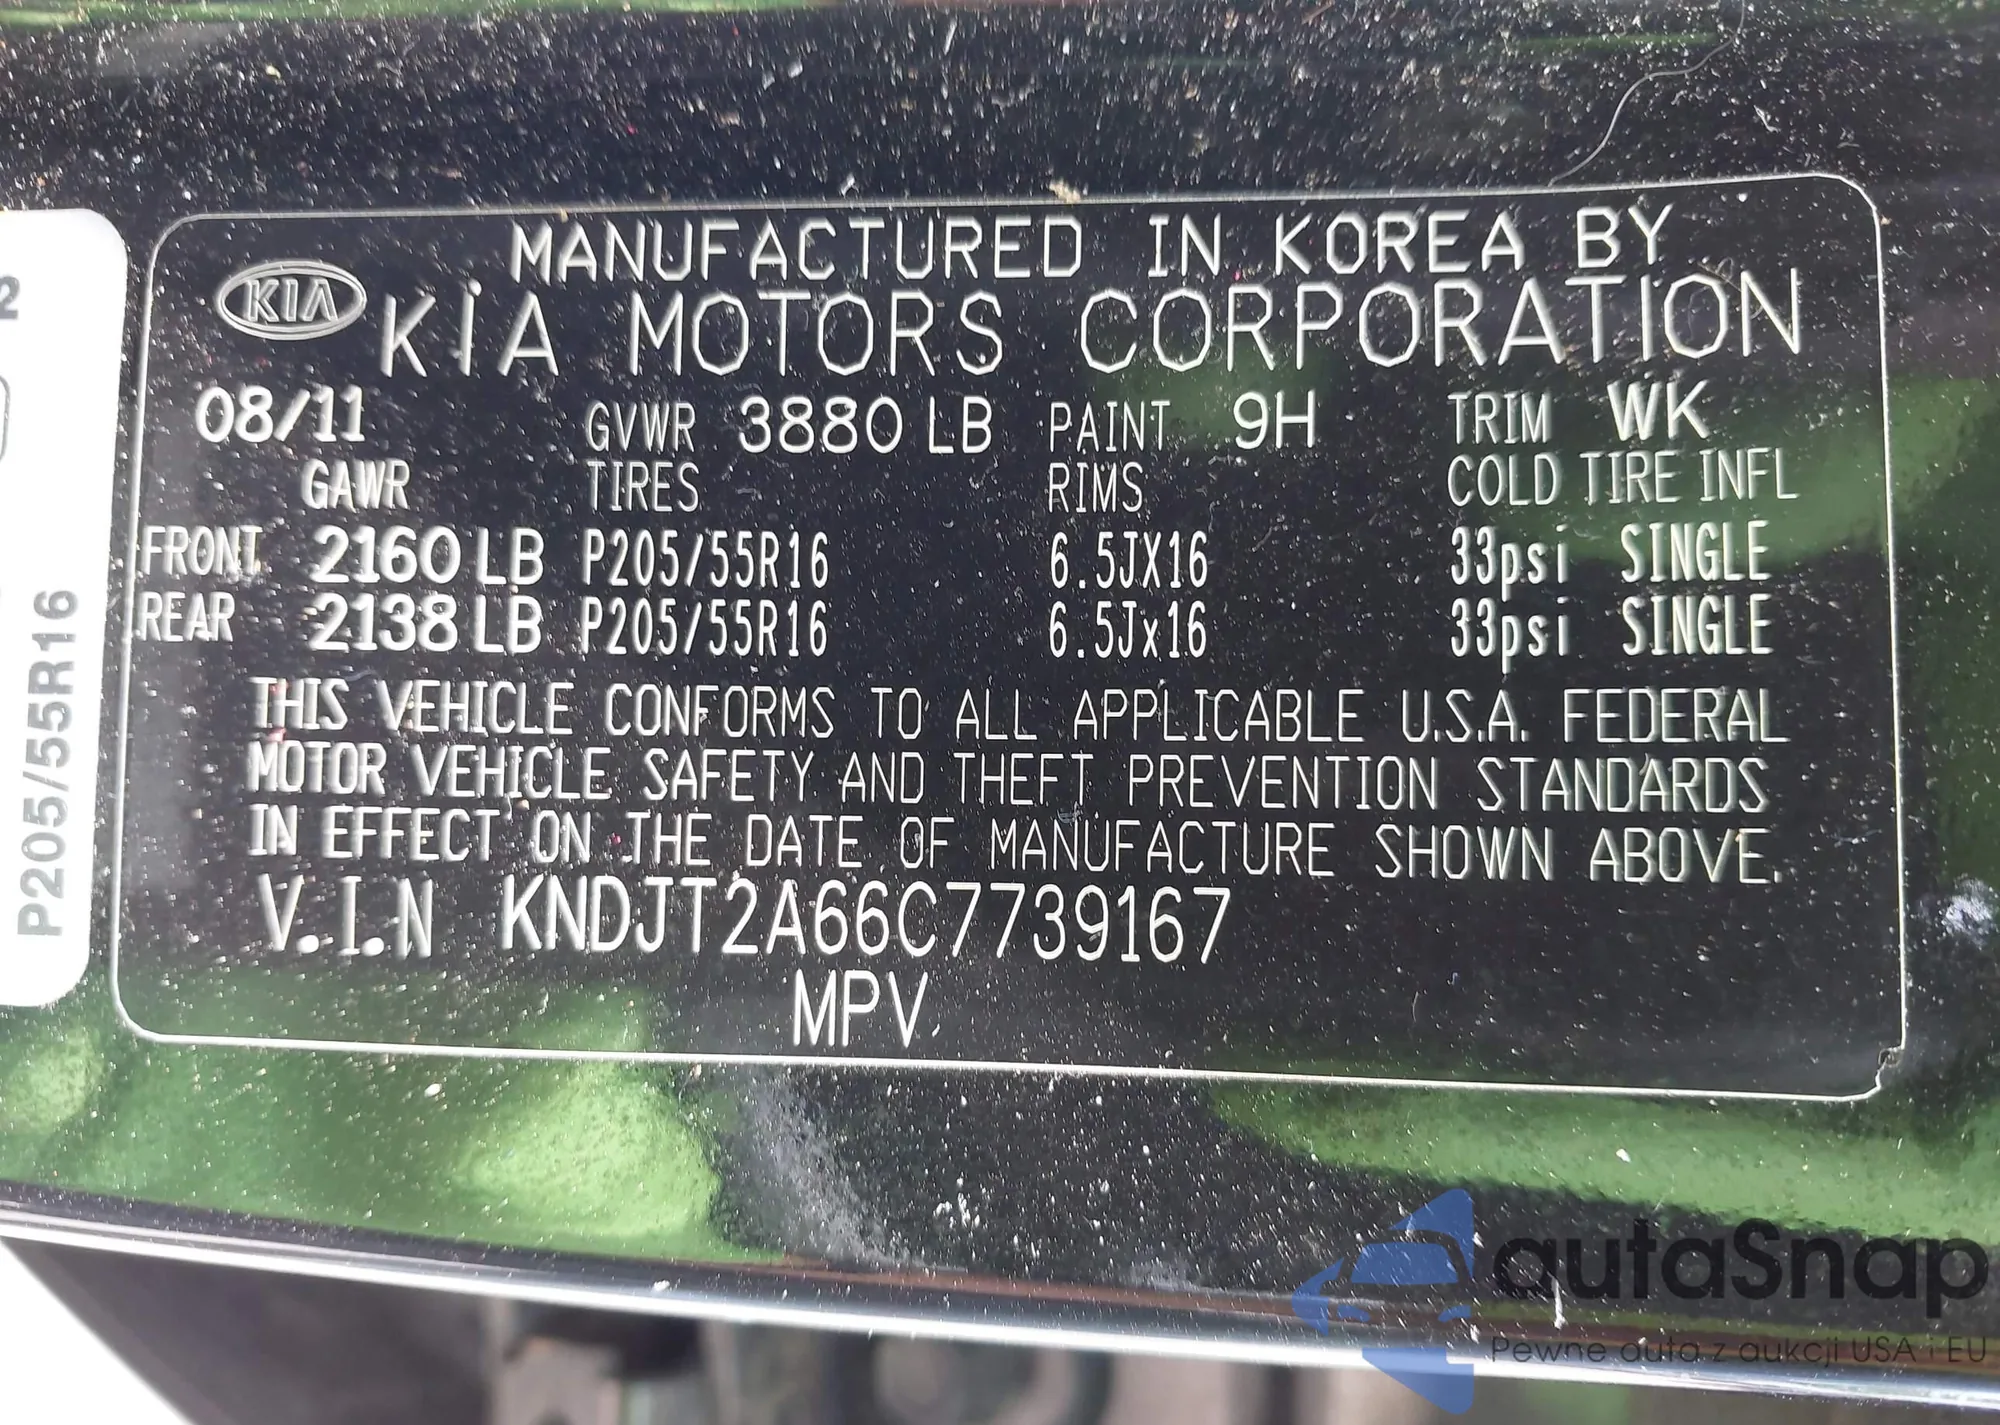 MANUFACTURED IN KOREA BY
KIA KIA MOTORS CORPORATION
08/11 GVWR 3880 LB PAINT 9H TRIM WK
GAWR TIRES RIMS COLD TIRE INFL
FRONT 2160 LB P205/55R16 6.5JX16 33psi SINGLE
REAR 2138 LB P205/55R16 6.5Jx16 33psi SINGLE
THIS VEHICLE CONFORMS TO ALL APPLICABLE U.S.A. FEDERAL
MOTOR VEHICLE SAFETY AND THEFT PREVENTION STANDARDS
IN EFFECT ON THE DATE OF MANUFACTURE SHOWN ABOVE.
V.I.N KNDJT2A66C7739167
MPV
2
P205/55R16
autaSnap
Pewne auta z aukcji USA i EU